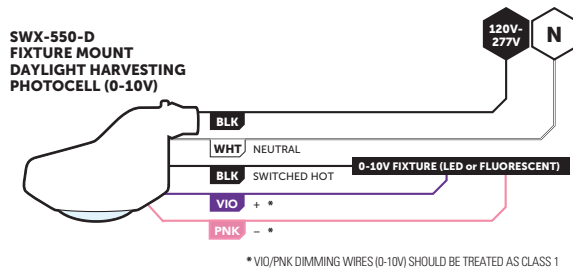 SWX-550-D
FIXTURE MOUNT
DAYLIGHT HARVESTING
PHOTOCELL (0-10V)
120V-
277V
N
BLK
WHT NEUTRAL
BLK SWITCHED HOT
0-10V FIXTURE (LED or FLUORESCENT)
VIO + *
PNK – *
* VIO/PNK DIMMING WIRES (0-10V) SHOULD BE TREATED AS CLASS 1